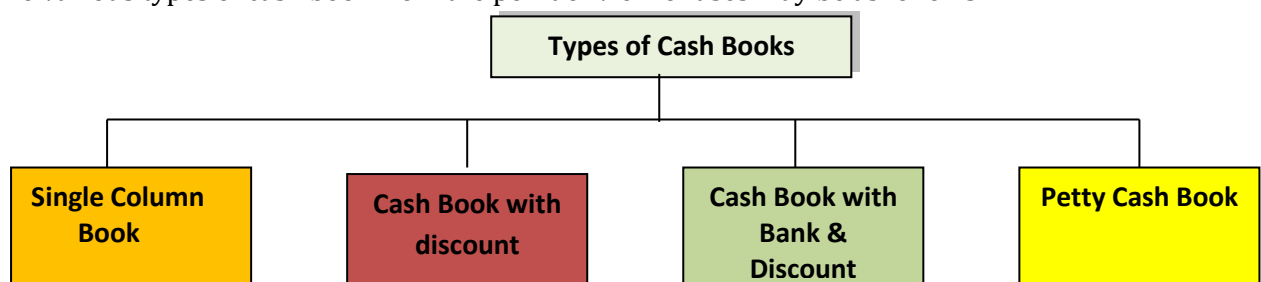 Types of Cash Books
Single Column
Book
Cash Book with
discount
Cash Book with
Bank &
Discount
Petty Cash Book